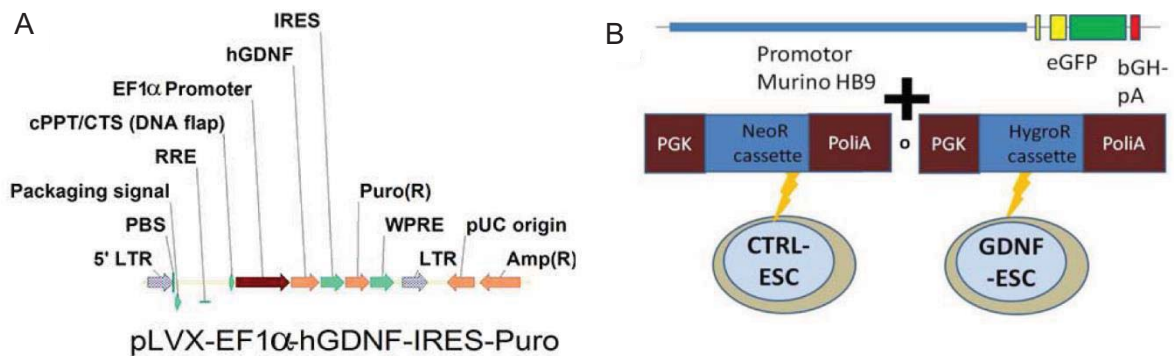 A
IRES
hGDNF
EF1α Promoter
cPPT/CTS (DNA flap)
RRE
Packaging signal
PBS
5' LTR
Puro(R)
WPRE
pUC origin
LTR
Amp(R)
pLVX-EF1α-hGDNF-IRES-Puro
B
Promotor
Murino HB9
eGFP
bGH-
pA
PGK
NeoR
cassette
PoliA
o
PGK
HygroR
cassette
PoliA
CTRL-
ESC
GDNF
-ESC